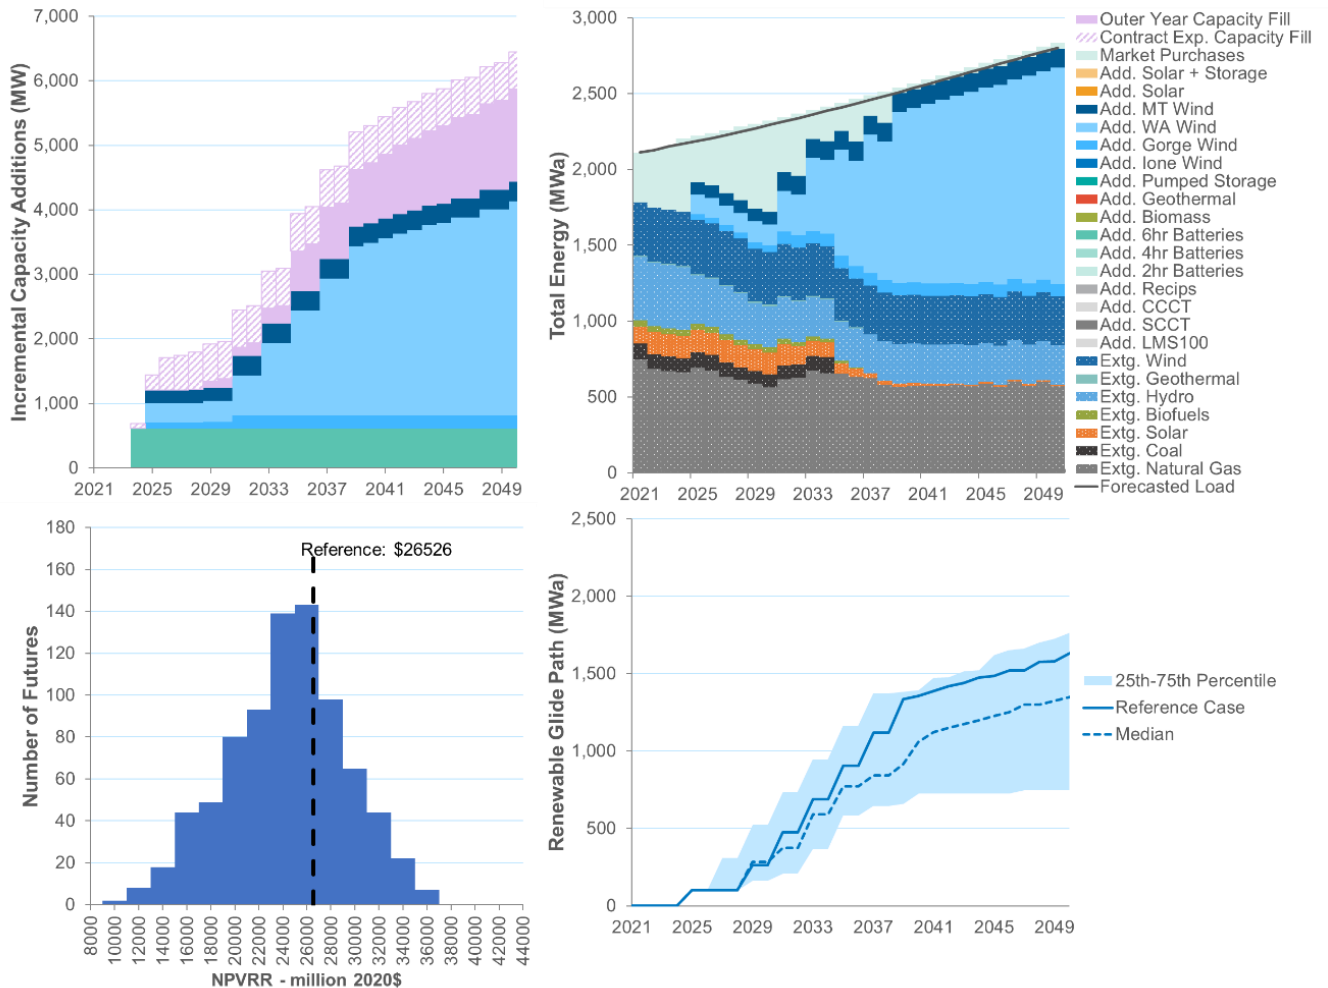 Incremental Capacity Additions (MW)
7,000
6,000
5,000
4,000
3,000
2,000
1,000
0
2021 2025 2029 2033 2037 2041 2045 2049
Total Energy (MWa)
3,000
2,500
2,000
1,500
1,000
500
0
2021 2025 2029 2033 2037 2041 2045 2049
Outer Year Capacity Fill
Contract Exp. Capacity Fill
Market Purchases
Add. Solar + Storage
Add. Solar
Add. MT Wind
Add. WA Wind
Add. Gorge Wind
Add. Ione Wind
Add. Pumped Storage
Add. Geothermal
Add. Biomass
Add. 6hr Batteries
Add. 4hr Batteries
Add. 2hr Batteries
Add. Recips
Add. CCCT
Add. SCCT
Add. LMS100
Extg. Wind
Extg. Geothermal
Extg. Hydro
Extg. Biofuels
Extg. Solar
Extg. Coal
Extg. Natural Gas
Forecasted Load
Number of Futures
180
160
140
120
100
80
60
40
20
0
Reference: $26526
8000 10000 12000 14000 16000 18000 20000 22000 24000 26000 28000 30000 32000 34000 36000 38000 40000 42000 44000
NPVRR - million 2020$
Renewable Glide Path (MWa)
2,500
2,000
1,500
1,000
500
0
2021 2025 2029 2033 2037 2041 2045 2049
25th-75th Percentile
Reference Case
Median